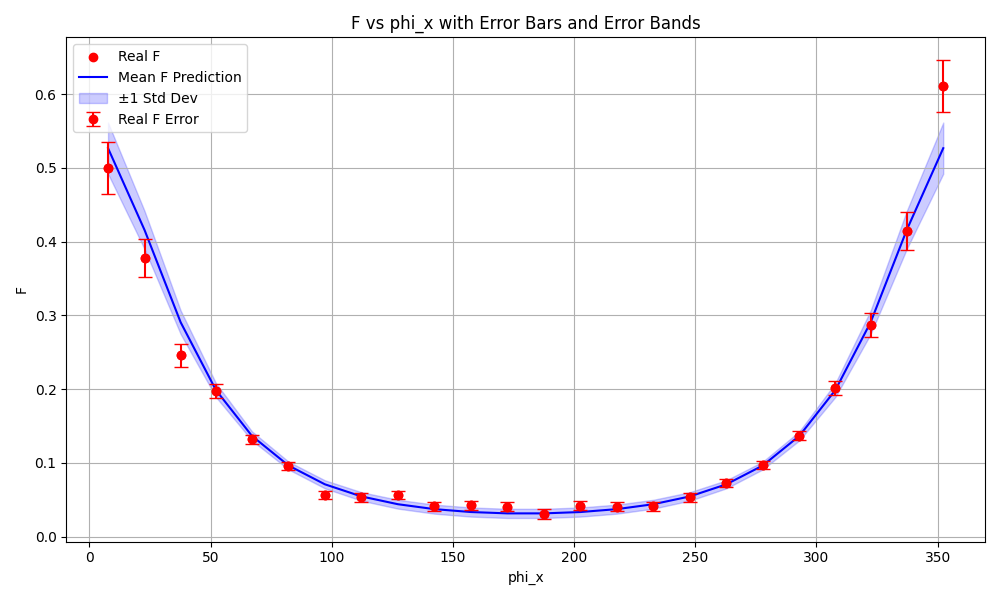 F vs phi_x with Error Bars and Error Bands
Real F
Mean F Prediction
±1 Std Dev
Real F Error
0.6
0.5
0.4
0.3
0.2
0.1
0.0
F
0 50 100 150 200 250 300 350
phi_x